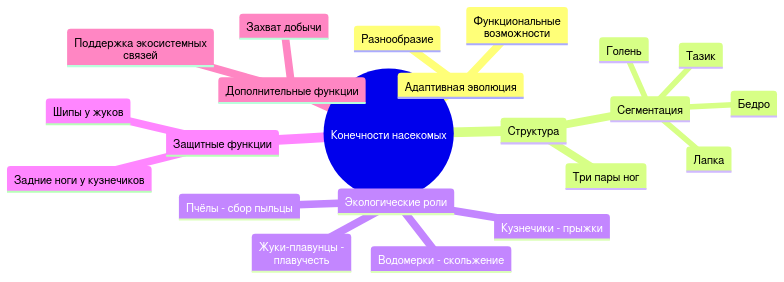 Конечности насекомых
Адаптивная эволюция
Разнообразие
Функциональные
возможности
Структура
Сегментация
Голень
Тазик
Бедро
Лапка
Три пары ног
Экологические роли
Пчёлы - сбор пыльцы
Жуки-плавунцы -
плавучесть
Водомерки - скольжение
Кузнечики - прыжки
Защитные функции
Шипы у жуков
Задние ноги у кузнечиков
Дополнительные функции
Захват добычи
Поддержка экосистемных
связей